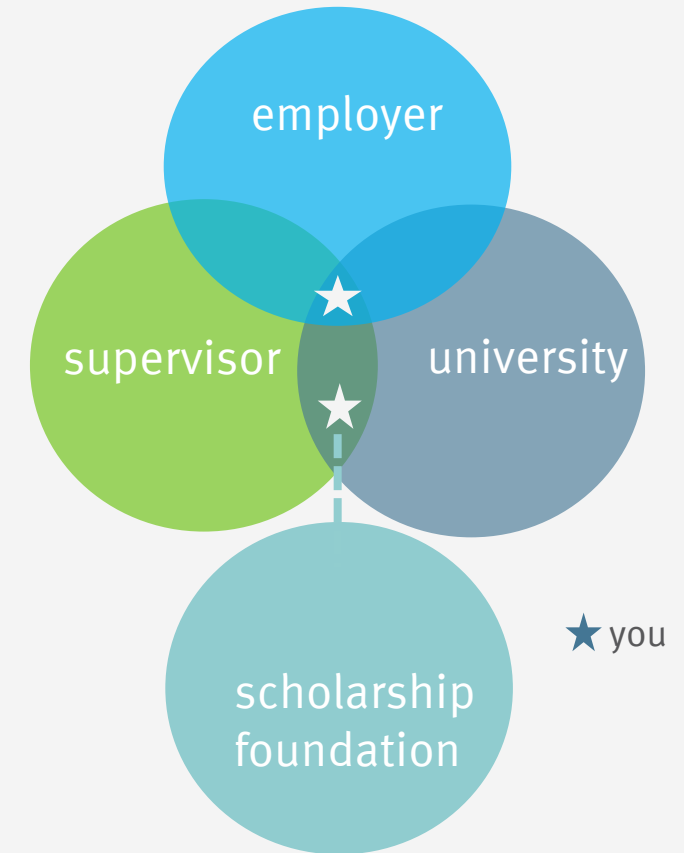 employer
supervisor
university
you
scholarship
foundation